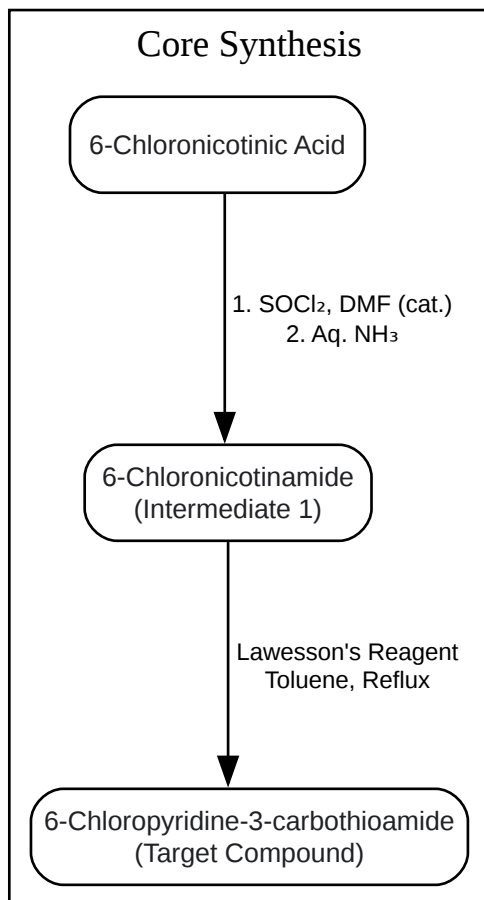 Core Synthesis
6-Chloronicotinic Acid
1. SOCl₂, DMF (cat.)
2. Aq. NH₃
6-Chloronicotinamide
(Intermediate 1)
Lawesson's Reagent
Toluene, Reflux
6-Chloropyridine-3-carbothioamide
(Target Compound)